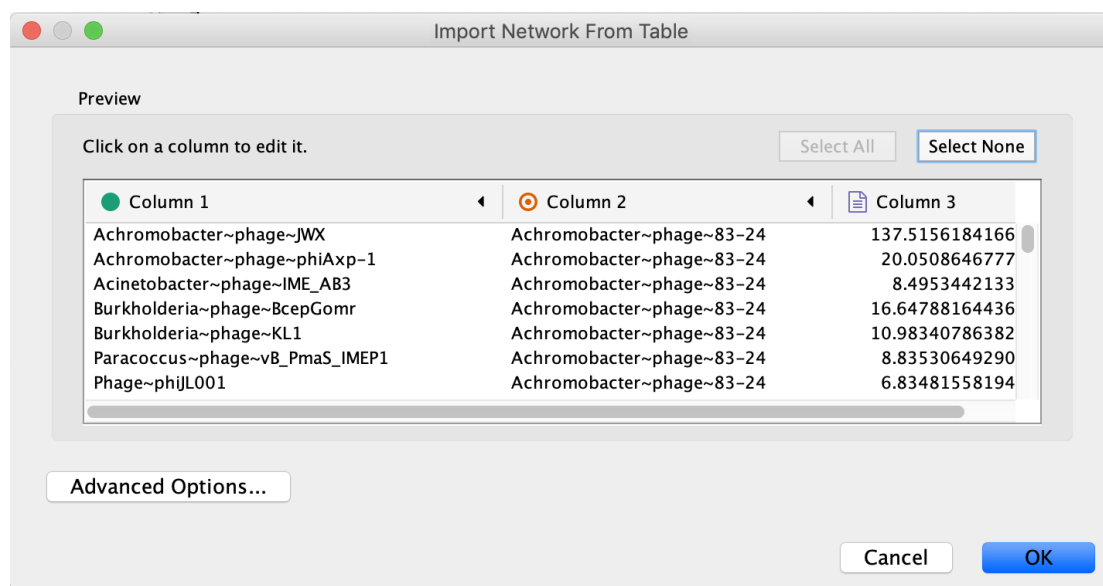 Import Network From Table
Preview
Click on a column to edit it.
Select All
Select None
Column 1
Column 2
Column 3
Achromobacter~phage~JWX Achromobacter~phage~83-24 137.5156184166
Achromobacter~phage~phiAxp-1 Achromobacter~phage~83-24 20.0508646777
Acinetobacter~phage~IME_AB3 Achromobacter~phage~83-24 8.4953442133
Burkholderia~phage~BcepGomr Achromobacter~phage~83-24 16.64788164436
Burkholderia~phage~KL1 Achromobacter~phage~83-24 10.98340786382
Paracoccus~phage~vB_PmaS_IMEP1 Achromobacter~phage~83-24 8.83530649290
Phage~phiJL001 Achromobacter~phage~83-24 6.83481558194
Advanced Options...
Cancel
OK